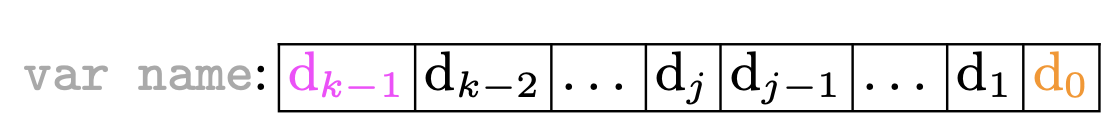 var name: d_{k−1} d_{k−2} ... d_j d_{j−1} ... d_1 d_0